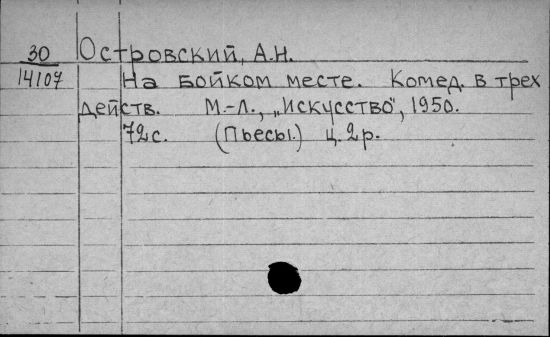 30 Островский, А.Н.
14107 На бойком месте. Комед. в трех
действ. М.-Л., „Искусство", 1950.
72с. (Пьесы.) ц. 2р.